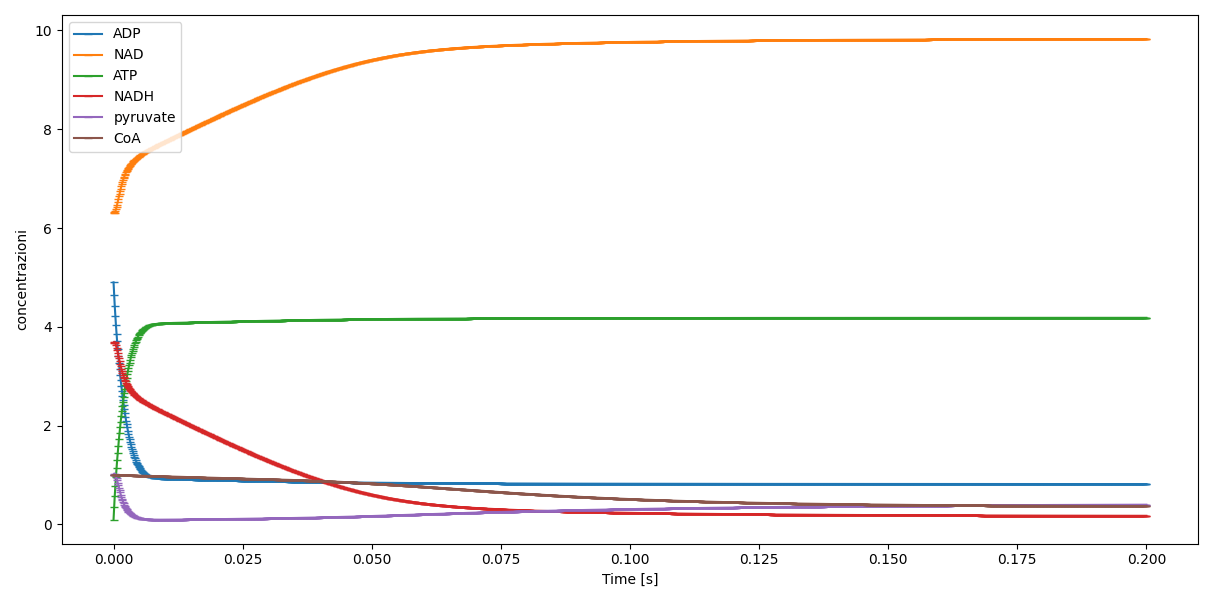 ADP
NAD
ATP
NADH
pyruvate
CoA
10
8
6
4
2
0
concentrazioni
0.000 0.025 0.050 0.075 0.100 0.125 0.150 0.175 0.200
Time [s]